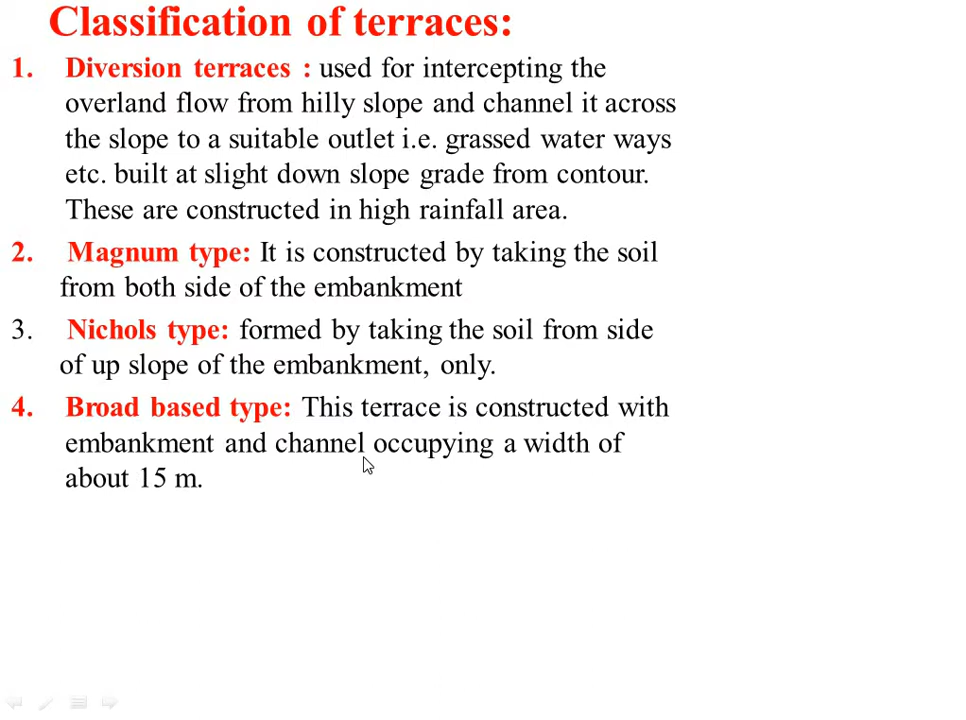 Classification of terraces:
1. Diversion terraces : used for intercepting the
overland flow from hilly slope and channel it across
the slope to a suitable outlet i.e. grassed water ways
etc. built at slight down slope grade from contour.
These are constructed in high rainfall area.
2. Magnum type: It is constructed by taking the soil
from both side of the embankment
3. Nichols type: formed by taking the soil from side
of up slope of the embankment, only.
4. Broad based type: This terrace is constructed with
embankment and channel occupying a width of
about 15 m.